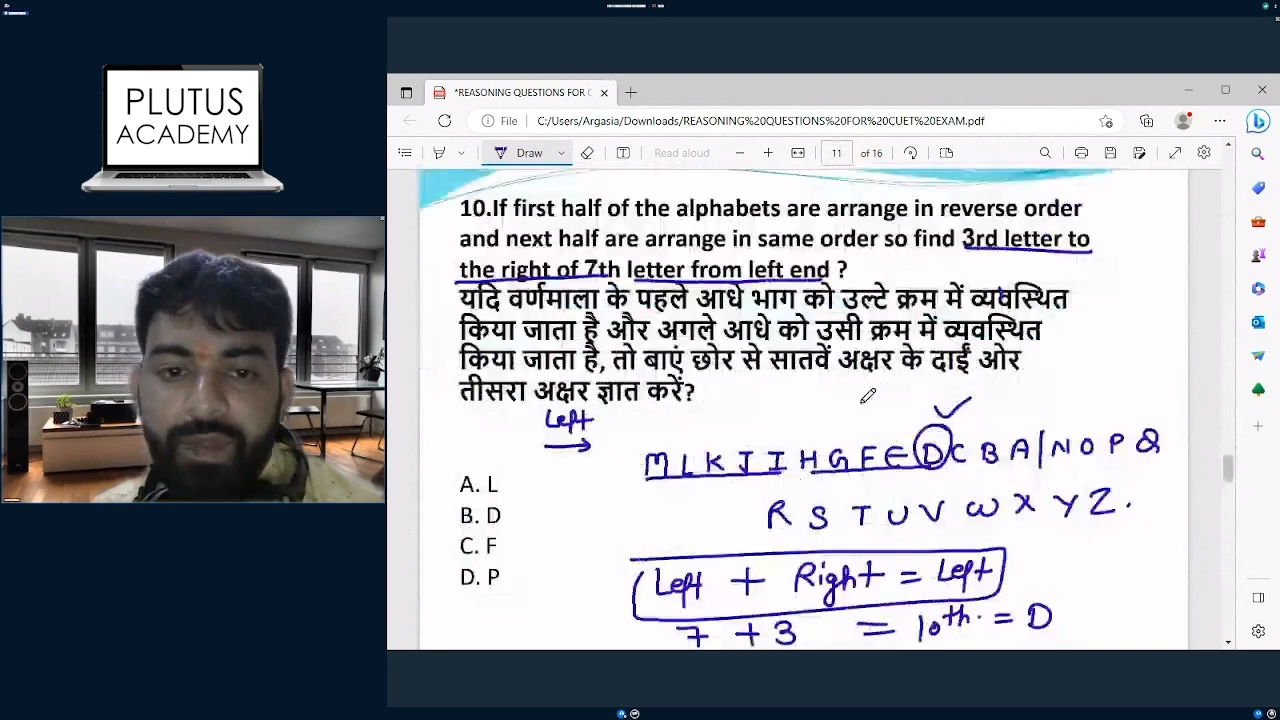 PLUTUS
ACADEMY
*REASONING QUESTIONS FOR C
File
C:/Users/Argasia/Downloads/REASONING%20QUESTIONS%20FOR%20CUET%20EXAM.pdf
Draw
Read aloud
11 of 16
10.If first half of the alphabets are arrange in reverse order
and next half are arrange in same order so find 3rd letter to
the right of 7th letter from left end ?
यदि वर्णमाला के पहले आधे भाग को उल्टे क्रम में व्यवस्थित
किया जाता है और अगले आधे को उसी क्रम में व्यवस्थित
किया जाता है, तो बाएं छोर से सातवें अक्षर के दाईं ओर
तीसरा अक्षर ज्ञात करें?
Left
M L K J I H G F E D C B A / N O P Q
R S T U V W X Y Z .
A. L
B. D
C. F
D. P
Left + Right = Left
7 + 3 = 10th. = D